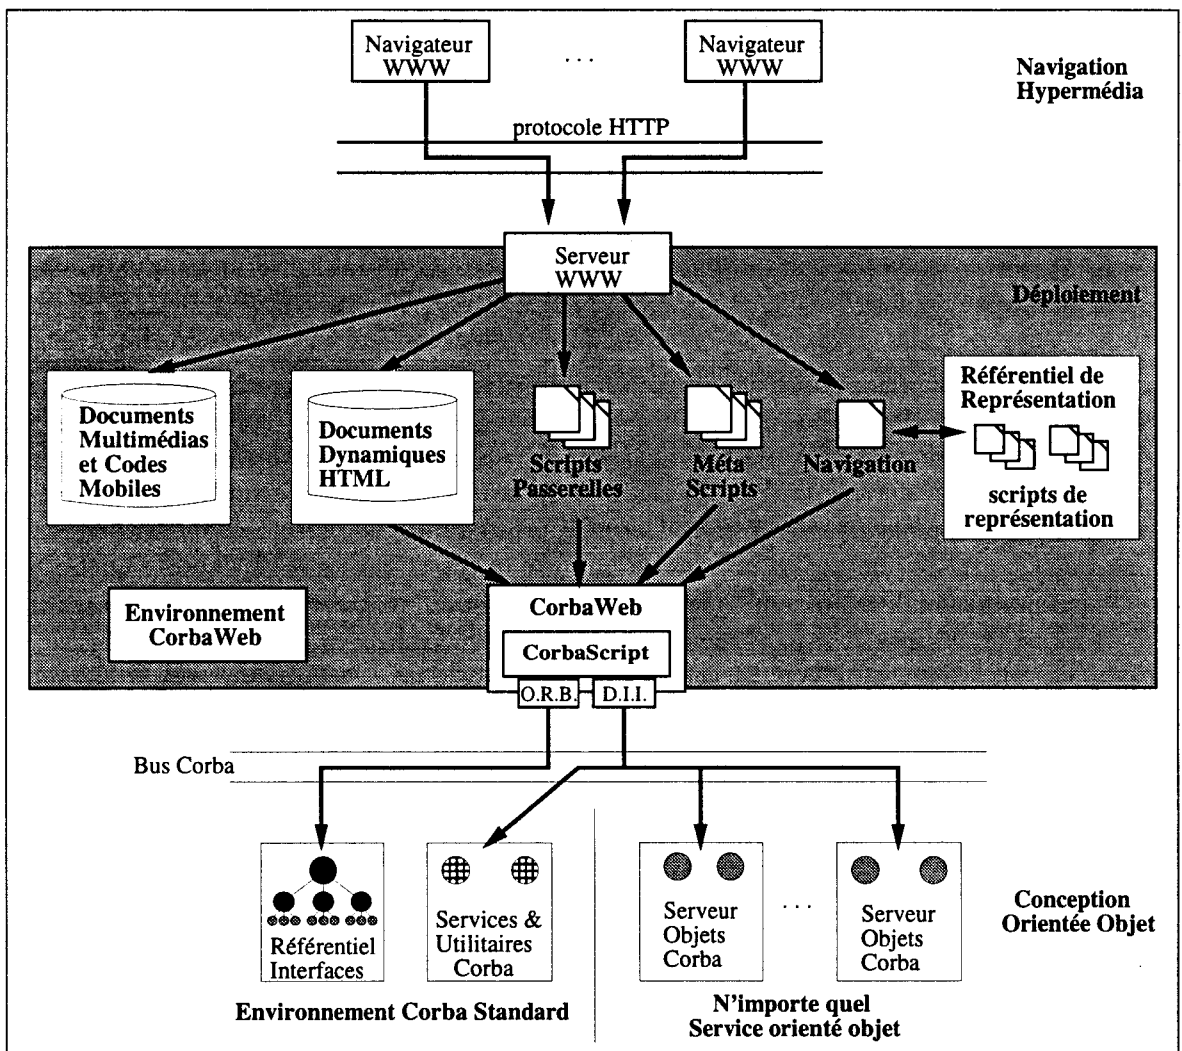 Navigateur
WWW
. . .
Navigateur
WWW
Navigation
Hypermédia
protocole HTTP
Serveur
WWW
Déploiement
Documents
Multimédias
et Codes
Mobiles
Documents
Dynamiques
HTML
Scripts
Passerelles
Méta
Scripts
Navigation
Référentiel de
Représentation
scripts de
représentation
Environnement
CorbaWeb
CorbaWeb
CorbaScript
O.R.B.
D.I.I.
Bus Corba
Référentiel
Interfaces
Services &
Utilitaires
Corba
Serveur
Objets
Corba
. . .
Serveur
Objets
Corba
Conception
Orientée Objet
Environnement Corba Standard
N'importe quel
Service orienté objet